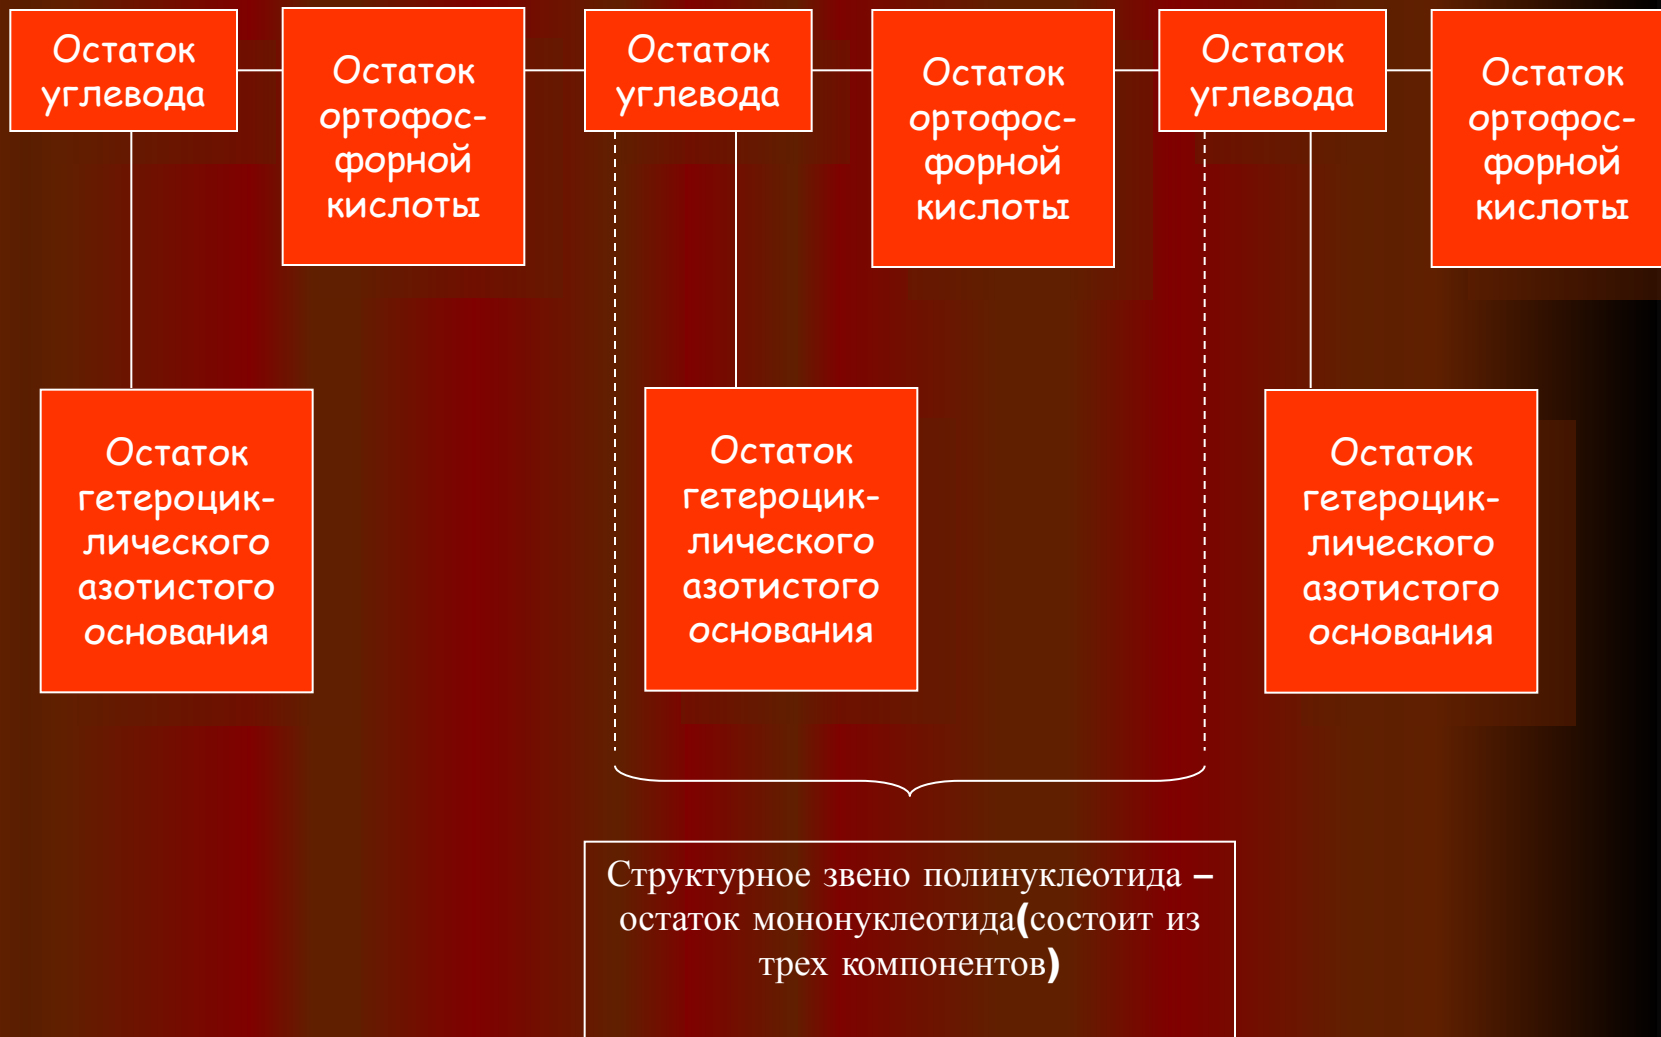 Остаток
углевода
Остаток
ортофос-
форной
кислоты
Остаток
углевода
Остаток
ортофос-
форной
кислоты
Остаток
углевода
Остаток
ортофос-
форной
кислоты
Остаток
гетероцик-
лического
азотистого
основания
Остаток
гетероцик-
лического
азотистого
основания
Остаток
гетероцик-
лического
азотистого
основания
Структурное звено полинуклеотида –
остаток мононуклеотида(состоит из
трех компонентов)